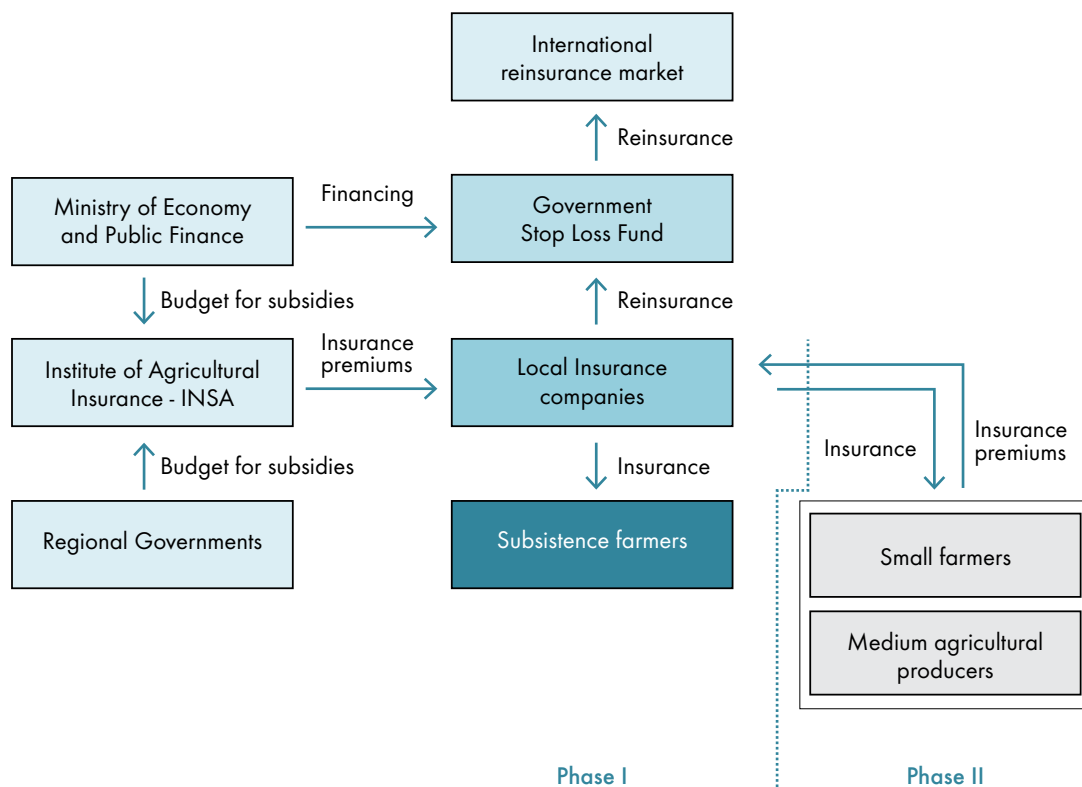 International
reinsurance market
Reinsurance
Ministry of Economy
and Public Finance
Financing
Government
Stop Loss Fund
Budget for subsidies
Reinsurance
Institute of Agricultural
Insurance - INSA
Insurance
premiums
Local Insurance
companies
Budget for subsidies
Insurance
Insurance
Insurance
premiums
Regional Governments
Subsistence farmers
Small farmers
Medium agricultural
producers
Phase I
Phase II